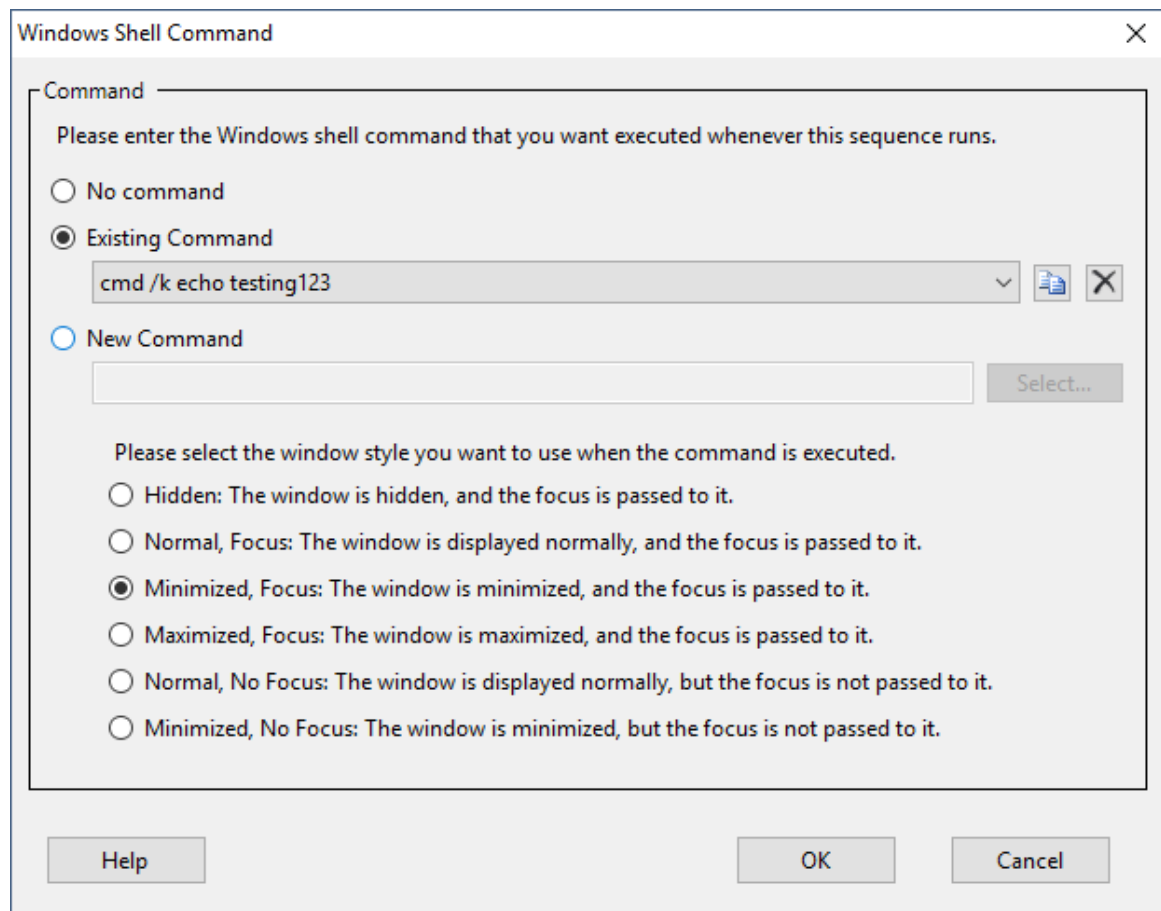 Windows Shell Command
Command
Please enter the Windows shell command that you want executed whenever this sequence runs.
No command
Existing Command
cmd /k echo testing123
New Command
Select...
Please select the window style you want to use when the command is executed.
Hidden: The window is hidden, and the focus is passed to it.
Normal, Focus: The window is displayed normally, and the focus is passed to it.
Minimized, Focus: The window is minimized, and the focus is passed to it.
Maximized, Focus: The window is maximized, and the focus is passed to it.
Normal, No Focus: The window is displayed normally, but the focus is not passed to it.
Minimized, No Focus: The window is minimized, but the focus is not passed to it.
Help OK Cancel